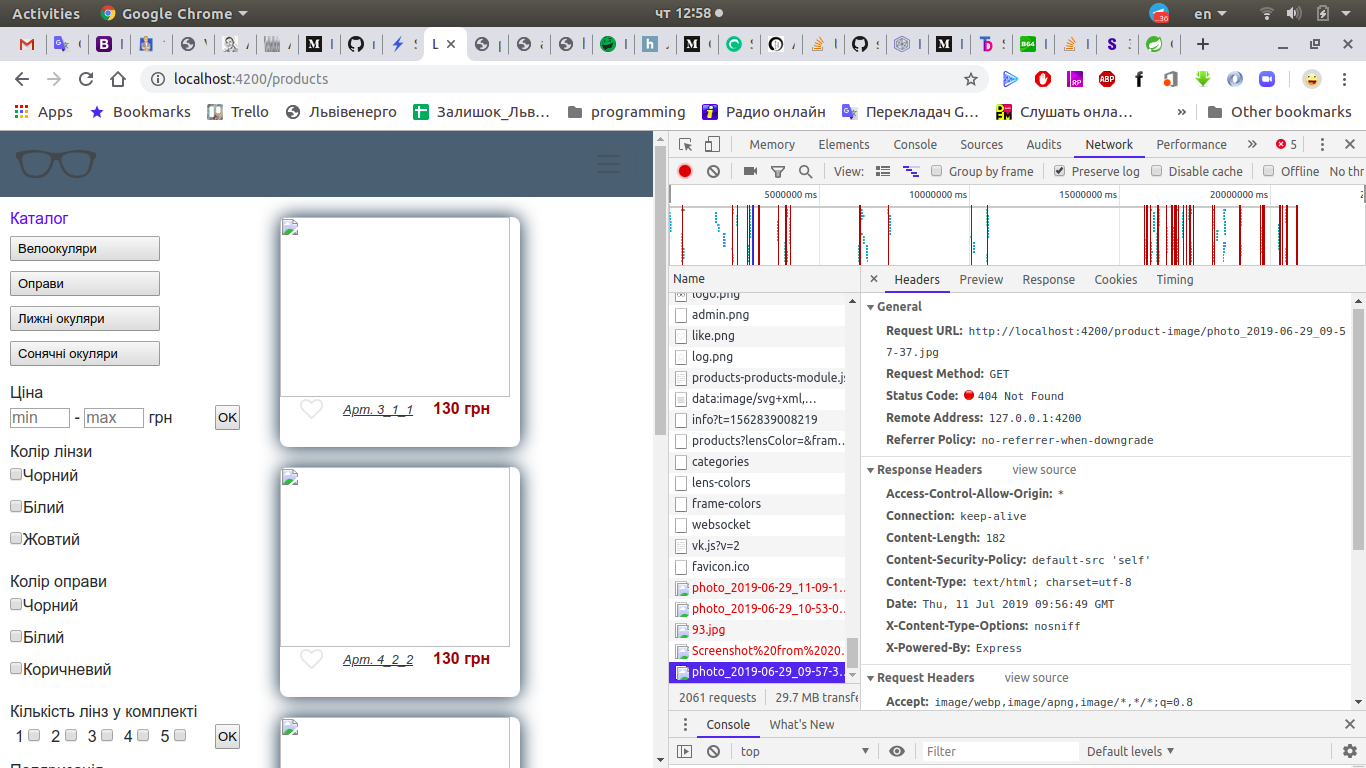 Activities
Google Chrome
чт 12:58
36
en
localhost:4200/products
Apps
Bookmarks
Trello
Львівенерго
Залишок_Льв…
programming
Радио онлайн
Перекладач G…
Слушать онла…
»
Other bookmarks
Каталог
Велоокуляри
Оправи
Лижні окуляри
Сонячні окуляри
Ціна
min - max грн OK
Колір лінзи
Чорний
Білий
Жовтий
Колір оправи
Чорний
Білий
Коричневий
Кількість лінз у комплекті
1 2 3 4 5 OK
Арт. 3_1_1 130 грн
Арт. 4_2_2 130 грн
Memory Elements Console Sources Audits Network Performance » 5
View: Group by frame Preserve log Disable cache Offline No thr
5000000 ms 10000000 ms 15000000 ms 20000000 ms
Name
logo.png
admin.png
like.png
log.png
products-products-module.js
data:image/svg+xml,…
info?t=1562839008219
products?lensColor=&fram…
categories
lens-colors
frame-colors
websocket
vk.js?v=2
favicon.ico
photo_2019-06-29_11-09-1…
photo_2019-06-29_10-53-0…
93.jpg
Screenshot%20from%2020…
photo_2019-06-29_09-57-3…
2061 requests 29.7 MB transfe
× Headers Preview Response Cookies Timing
General
Request URL: http://localhost:4200/product-image/photo_2019-06-29_09-5
7-37.jpg
Request Method: GET
Status Code: 404 Not Found
Remote Address: 127.0.0.1:4200
Referrer Policy: no-referrer-when-downgrade
Response Headers view source
Access-Control-Allow-Origin: *
Connection: keep-alive
Content-Length: 182
Content-Security-Policy: default-src 'self'
Content-Type: text/html; charset=utf-8
Date: Thu, 11 Jul 2019 09:56:49 GMT
X-Content-Type-Options: nosniff
X-Powered-By: Express
Request Headers view source
Accept: image/webp,image/apng,image/*,*/*;q=0.8
Console What's New
top Filter Default levels